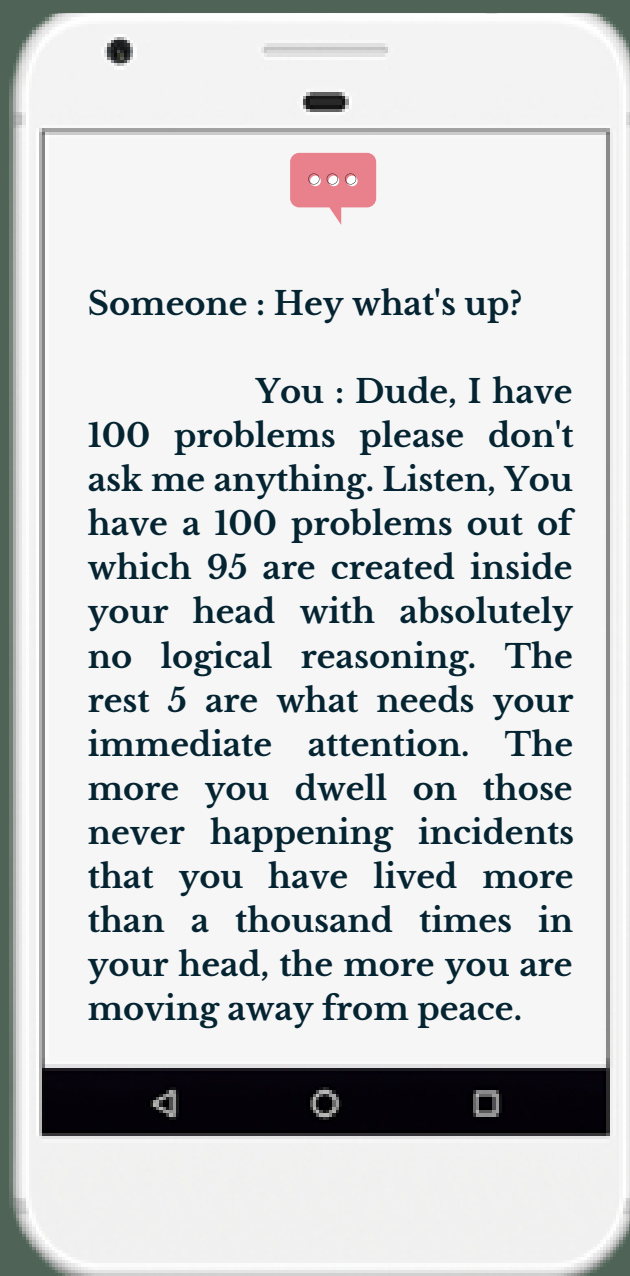 Someone : Hey what's up?
You : Dude, I have
100 problems please don't
ask me anything. Listen, You
have a 100 problems out of
which 95 are created inside
your head with absolutely
no logical reasoning. The
rest 5 are what needs your
immediate attention. The
more you dwell on those
never happening incidents
that you have lived more
than a thousand times in
your head, the more you are
moving away from peace.